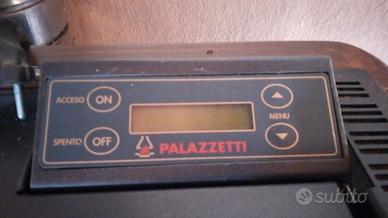 ACCESO ON
MENU
SPENTO OFF
PALAZZETTI
subito